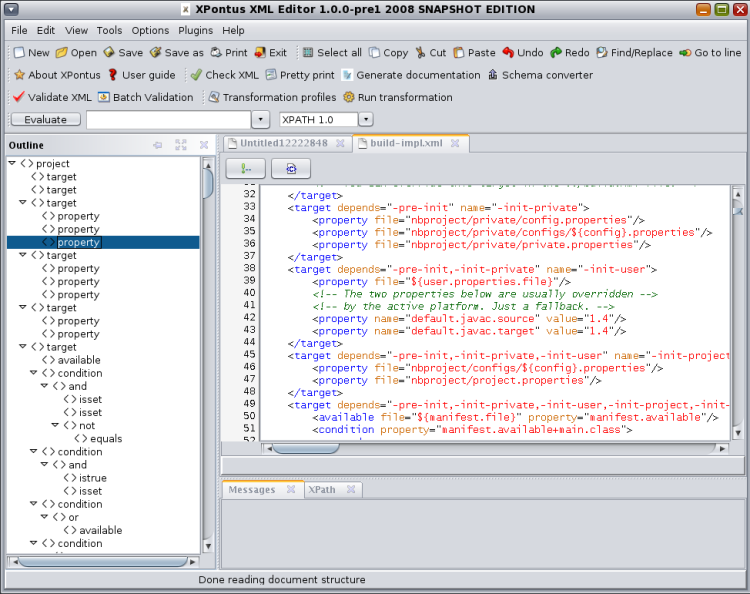 XPontus XML Editor 1.0.0-pre1 2008 SNAPSHOT EDITION
File Edit View Tools Options Plugins Help
New Open Save Save as Print Exit Select all Copy Cut Paste Undo Redo Find/Replace Go to line
About XPontus User guide Check XML Pretty print Generate documentation Schema converter
Validate XML Batch Validation Transformation profiles Run transformation
Evaluate XPATH 1.0
Outline
<> project
<> target
<> target
<> target
<> property
<> property
<> property
<> target
<> property
<> property
<> property
<> target
<> property
<> property
<> target
<> available
<> condition
<> and
<> isset
<> isset
<> not
<> equals
<> condition
<> and
<> istrue
<> isset
<> condition
<> or
<> available
<> condition
Untitled12222848 build-impl.xml
32 </target>
33 <target depends="-pre-init" name="-init-private">
34 <property file="nbproject/private/config.properties"/>
35 <property file="nbproject/private/configs/${config}.properties"/>
36 <property file="nbproject/private/private.properties"/>
37 </target>
38 <target depends="-pre-init,-init-private" name="-init-user">
39 <property file="${user.properties.file}"/>
40 <!-- The two properties below are usually overridden -->
41 <!-- by the active platform. Just a fallback. -->
42 <property name="default.javac.source" value="1.4"/>
43 <property name="default.javac.target" value="1.4"/>
44 </target>
45 <target depends="-pre-init,-init-private,-init-user" name="-init-project
46 <property file="nbproject/configs/${config}.properties"/>
47 <property file="nbproject/project.properties"/>
48 </target>
49 <target depends="-pre-init,-init-private,-init-user,-init-project,-init-
50 <available file="${manifest.file}" property="manifest.available"/>
51 <condition property="manifest.available+main.class">
52
Messages XPath
Done reading document structure